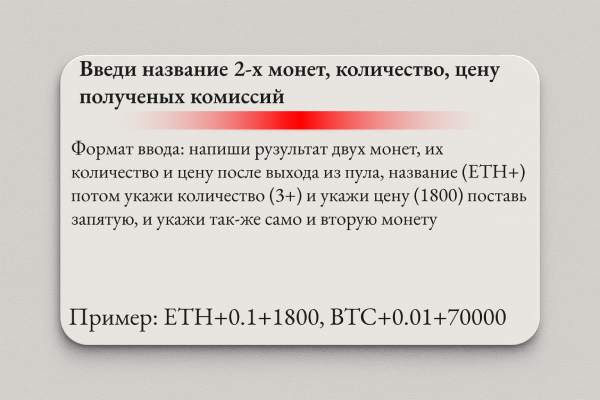 Введи название 2-х монет, количество, цену
полученых комиссий
Формат ввода: напиши рузультат двух монет, их
количество и цену после выхода из пула, название (ETH+)
потом укажи количество (3+) и укажи цену (1800) поставь
запятую, и укажи так-же само и вторую монету
Пример: ETH+0.1+1800, BTC+0.01+70000